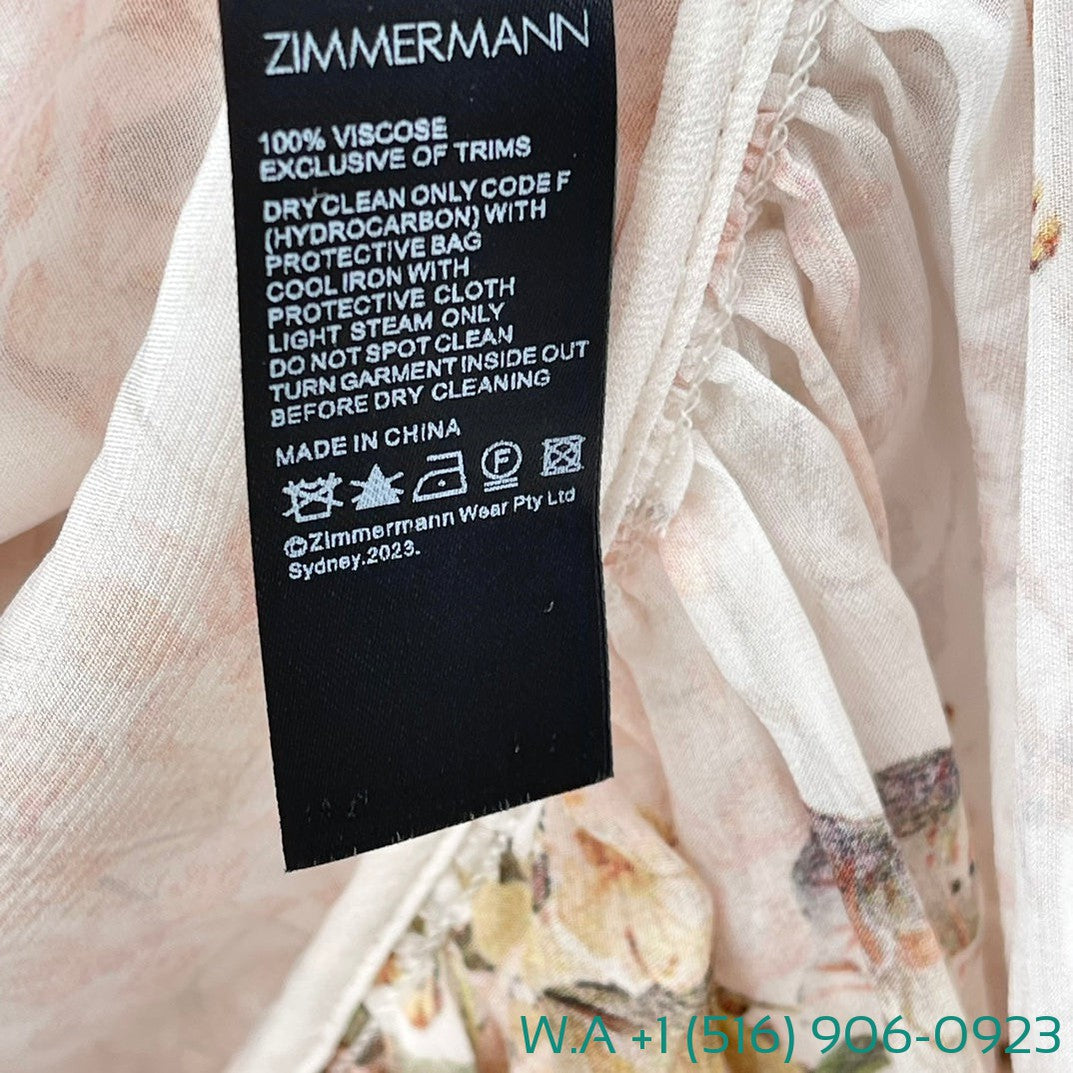 ZIMMERMANN
100% VISCOSE
EXCLUSIVE OF TRIMS
DRY CLEAN ONLY CODE F
(HYDROCARBON) WITH
PROTECTIVE BAG
COOL IRON WITH
PROTECTIVE CLOTH
LIGHT STEAM ONLY
DO NOT SPOT CLEAN
TURN GARMENT INSIDE OUT
BEFORE DRY CLEANING
MADE IN CHINA
F
©Zimmermann Wear Pty Ltd
Sydney.2023.
W.A +1 (516) 906-0923